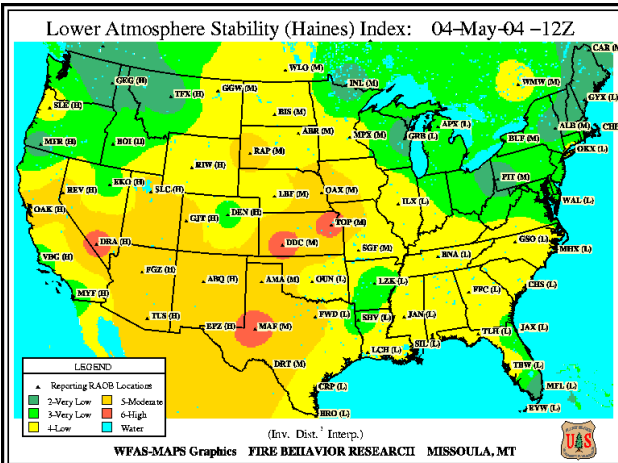 Lower Atmosphere Stability (Haines) Index: 04-May-04 -12Z
CAR (M)
WLO (M)
GEG (H)
TFX (H)
GGW (M)
INL (M)
WMW (M)
GYX (L)
SLE (H)
BIS (M)
APX (L)
ALB (M)
CHH
MFR (H)
BOI (H)
ABR (M)
MPX (M)
GRB (L)
BUF (L)
OKX (L)
RAP (M)
RIW (H)
PIT (M)
REV (H)
EKO (H)
SLC (H)
LBF (M)
OAX (M)
ILX (L)
WAL (L)
OAK (H)
GJT (H)
DEN (H)
TOP (M)
DRA (H)
DDC (M)
SGF (M)
BNA (L)
GSO (L)
MHX (L)
VBG (H)
FGZ (H)
ABQ (H)
AMA (M)
OUN (L)
LZK (L)
FFC (L)
CHS (L)
MYF (H)
TUS (H)
EPZ (H)
MAF (M)
FWD (L)
SHV (L)
JAN (L)
SIL (L)
TLH (L)
JAX (L)
DRT (M)
LCH (L)
TBW (L)
MFL (L)
CRP (L)
BRO (L)
EYW (L)
LEGEND
Reporting RAOB Locations
2-Very Low 5-Moderate
3-Very Low 6-High
4-Low Water
(Inv. Dist.² Interp.)
WFAS-MAPS Graphics FIRE BEHAVIOR RESEARCH MISSOULA, MT
U S